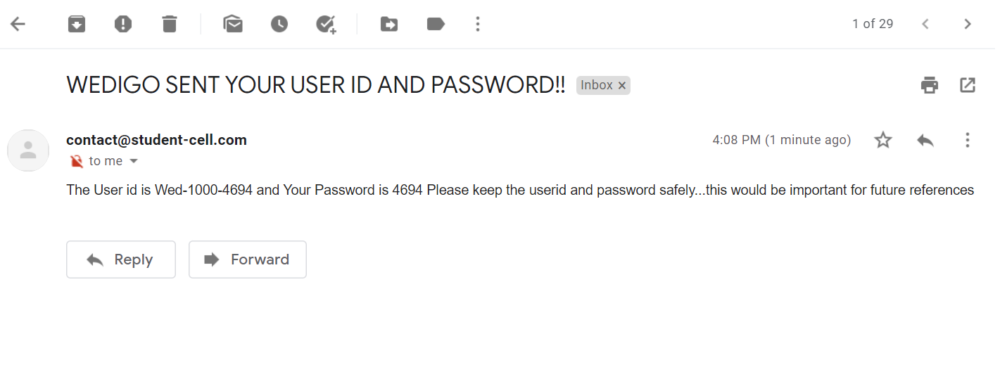 1 of 29
WEDIGO SENT YOUR USER ID AND PASSWORD!! Inbox ×
contact@student-cell.com 4:08 PM (1 minute ago)
to me
The User id is Wed-1000-4694 and Your Password is 4694 Please keep the userid and password safely...this would be important for future references
Reply Forward